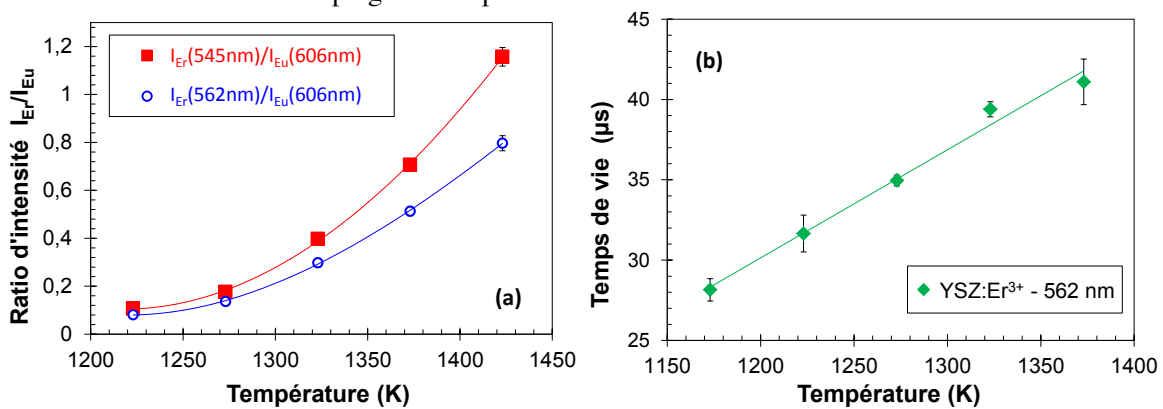 (a)
I_Er(545nm)/I_Eu(606nm)
I_Er(562nm)/I_Eu(606nm)
Ratio d'intensité I_Er/I_Eu
1,2
1
0,8
0,6
0,4
0,2
0
1200 1250 1300 1350 1400 1450
Température (K)
(b)
Temps de vie (µs)
45
40
35
30
25
YSZ:Er³⁺ - 562 nm
1150 1200 1250 1300 1350 1400
Température (K)